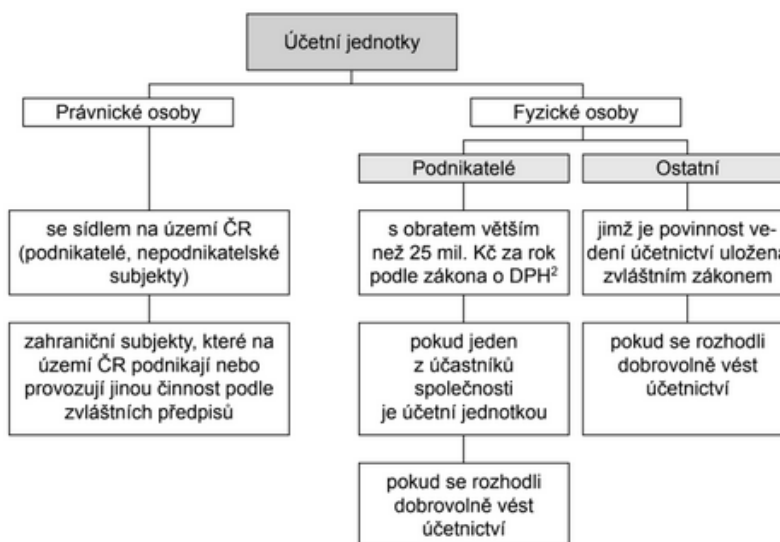 Účetní jednotky
Právnické osoby
Fyzické osoby
Podnikatelé
Ostatní
se sídlem na území ČR
(podnikatelé, nepodnikatelské
subjekty)
s obratem větším
než 25 mil. Kč za rok
podle zákona o DPH²
jimž je povinnost ve-
dení účetnictví uložena
zvláštním zákonem
zahraniční subjekty, které na
území ČR podnikají nebo
provozují jinou činnost podle
zvláštních předpisů
pokud jeden
z účastníků
společnosti
je účetní jednotkou
pokud se rozhodli
dobrovolně vést
účetnictví
pokud se rozhodli
dobrovolně vést
účetnictví